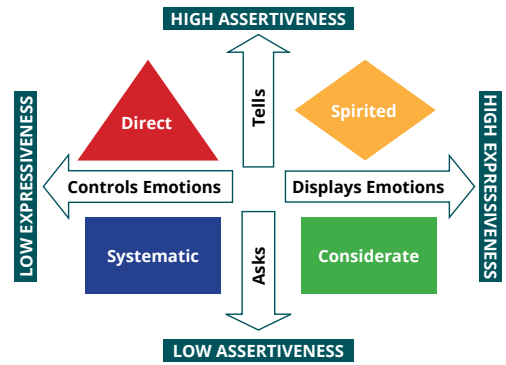 HIGH ASSERTIVENESS
Tells
Direct
Spirited
LOW EXPRESSIVENESS
Controls Emotions
Displays Emotions
HIGH EXPRESSIVENESS
Systematic
Asks
Considerate
LOW ASSERTIVENESS